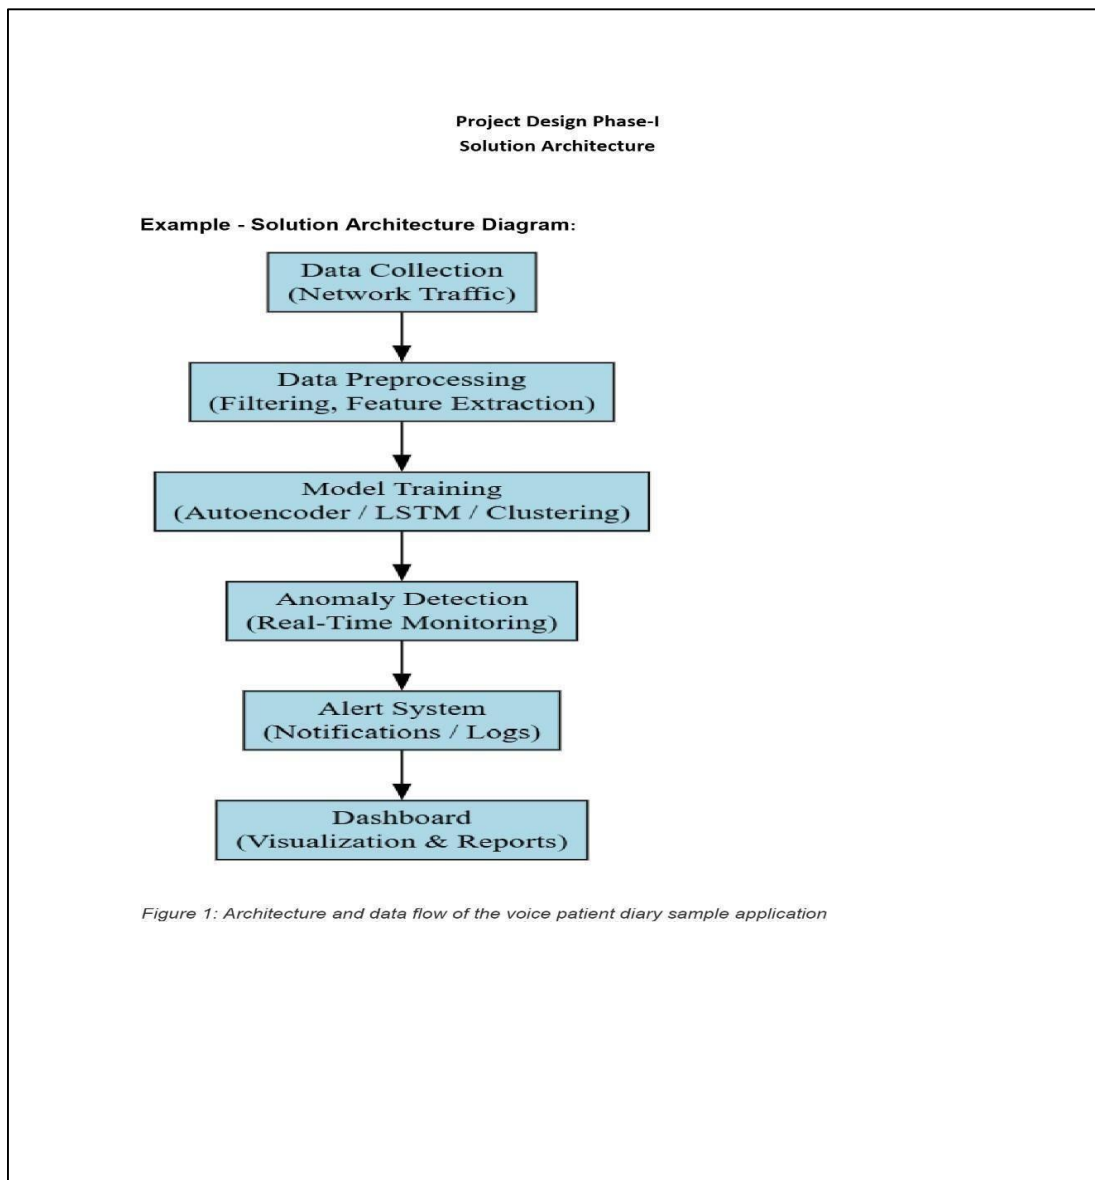 Project Design Phase-I
Solution Architecture
Example - Solution Architecture Diagram:
Data Collection
(Network Traffic)
Data Preprocessing
(Filtering, Feature Extraction)
Model Training
(Autoencoder / LSTM / Clustering)
Anomaly Detection
(Real-Time Monitoring)
Alert System
(Notifications / Logs)
Dashboard
(Visualization & Reports)
Figure 1: Architecture and data flow of the voice patient diary sample application